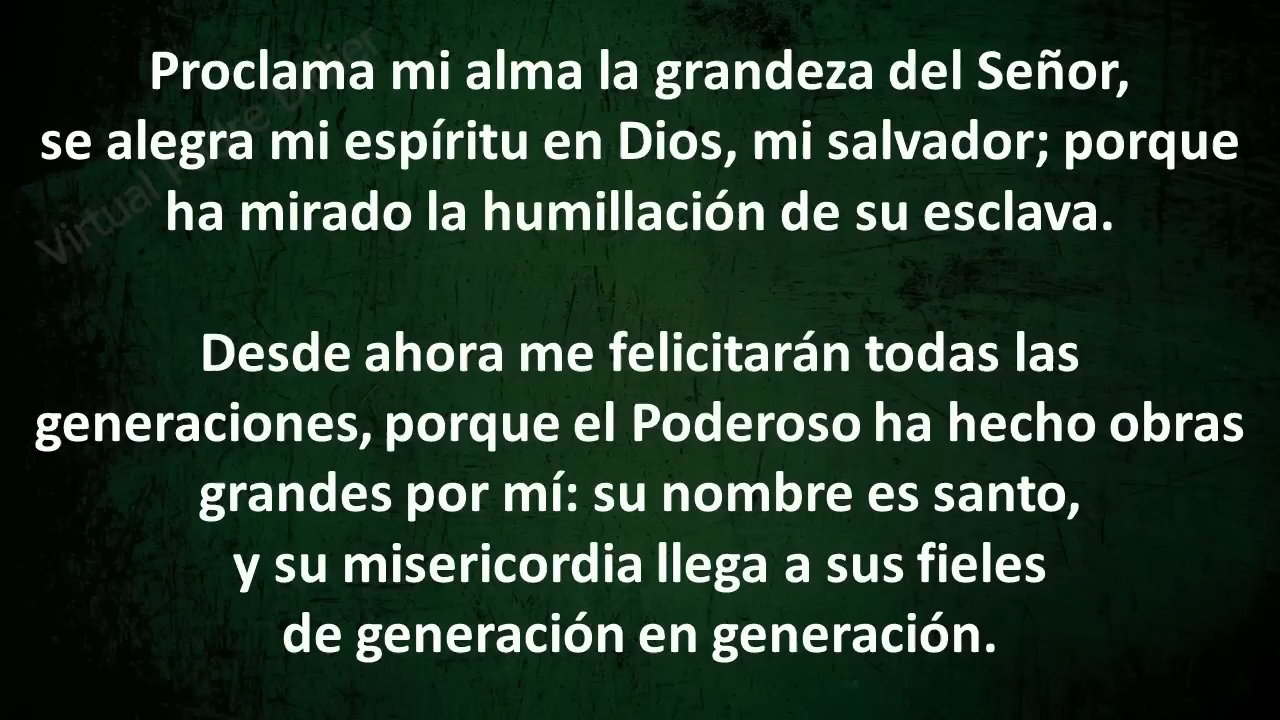 Proclama mi alma la grandeza del Señor,
se alegra mi espíritu en Dios, mi salvador; porque
ha mirado la humillación de su esclava.
Desde ahora me felicitarán todas las
generaciones, porque el Poderoso ha hecho obras
grandes por mí: su nombre es santo,
y su misericordia llega a sus fieles
de generación en generación.
Virtual